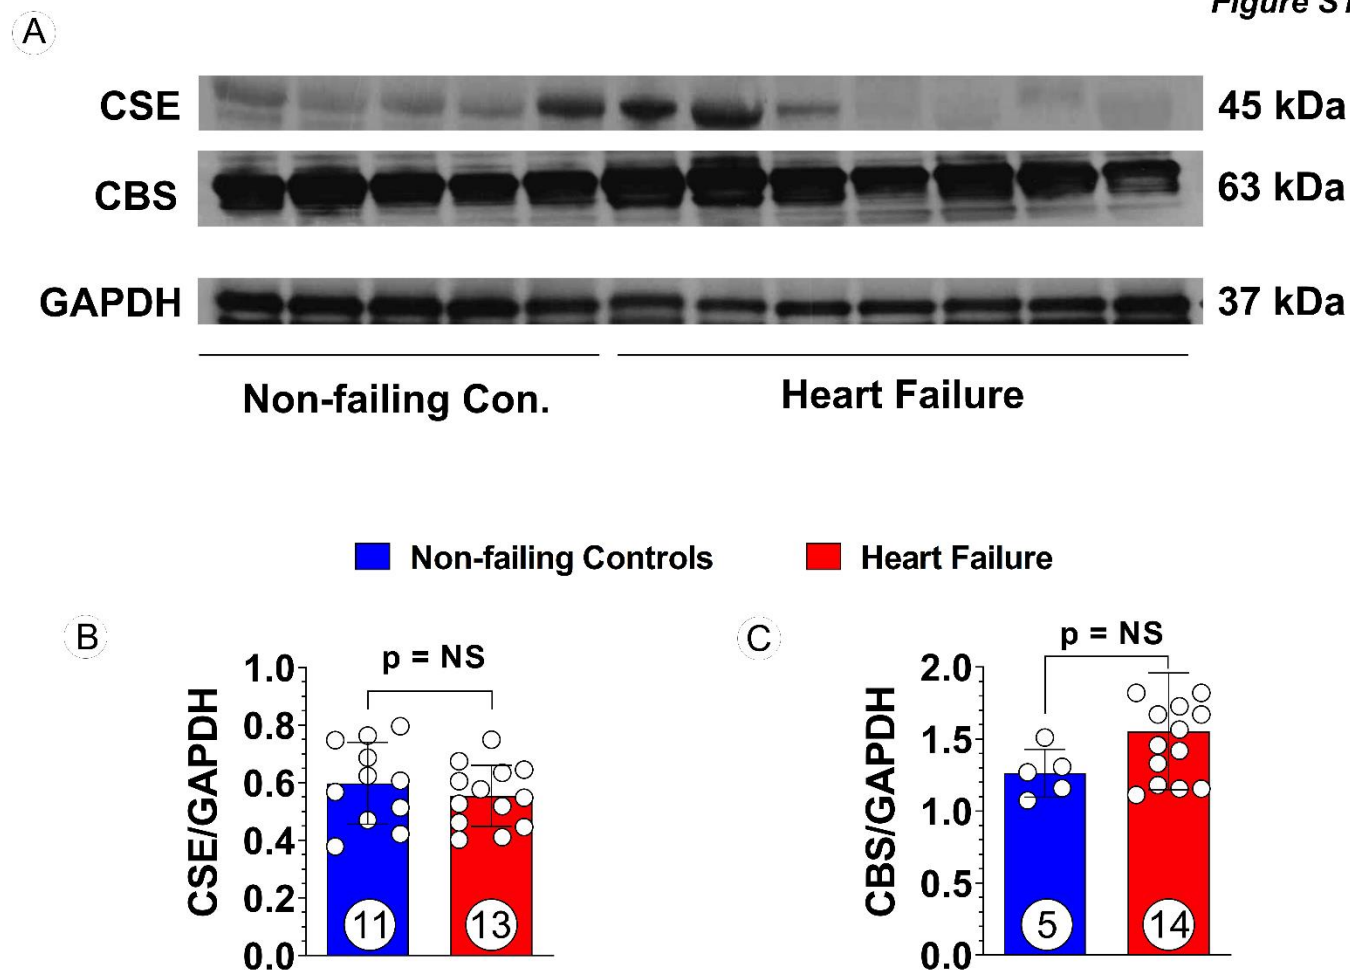 Figure S1
A
CSE
45 kDa
CBS
63 kDa
GAPDH
37 kDa
Non-failing Con.
Heart Failure
Non-failing Controls
Heart Failure
B
p = NS
CSE/GAPDH
1.0
0.8
0.6
0.4
0.2
0.0
11
13
C
p = NS
CBS/GAPDH
2.0
1.5
1.0
0.5
0.0
5
14